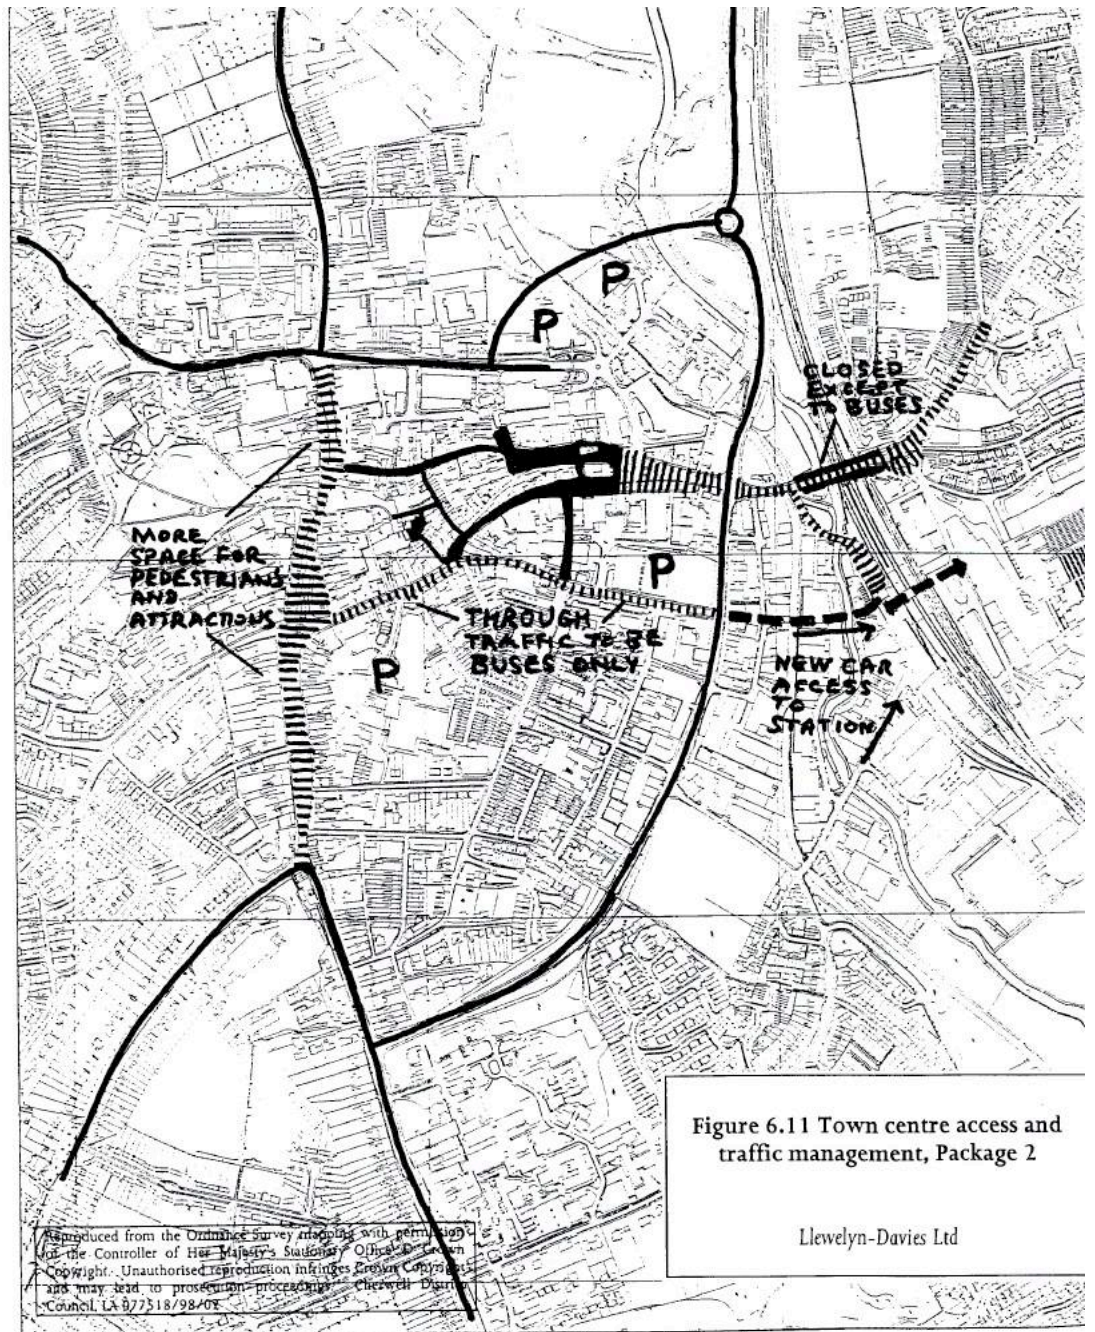 P
P
CLOSED
EXCEPT
TO BUSES
MORE
SPACE FOR
PEDESTRIANS
AND
ATTRACTIONS
P
THROUGH
TRAFFIC TO BE
BUSES ONLY
P
NEW CAR
ACCESS
TO
STATION
Figure 6.11 Town centre access and
traffic management, Package 2
Llewelyn-Davies Ltd
Reproduced from the Ordnance Survey mapping with permission
of the Controller of Her Majesty's Stationary Office © Crown
Copyright. Unauthorised reproduction infringes Crown Copyright
and may lead to prosecution proceedings Cherwell District
Council, LA 077518/98/02